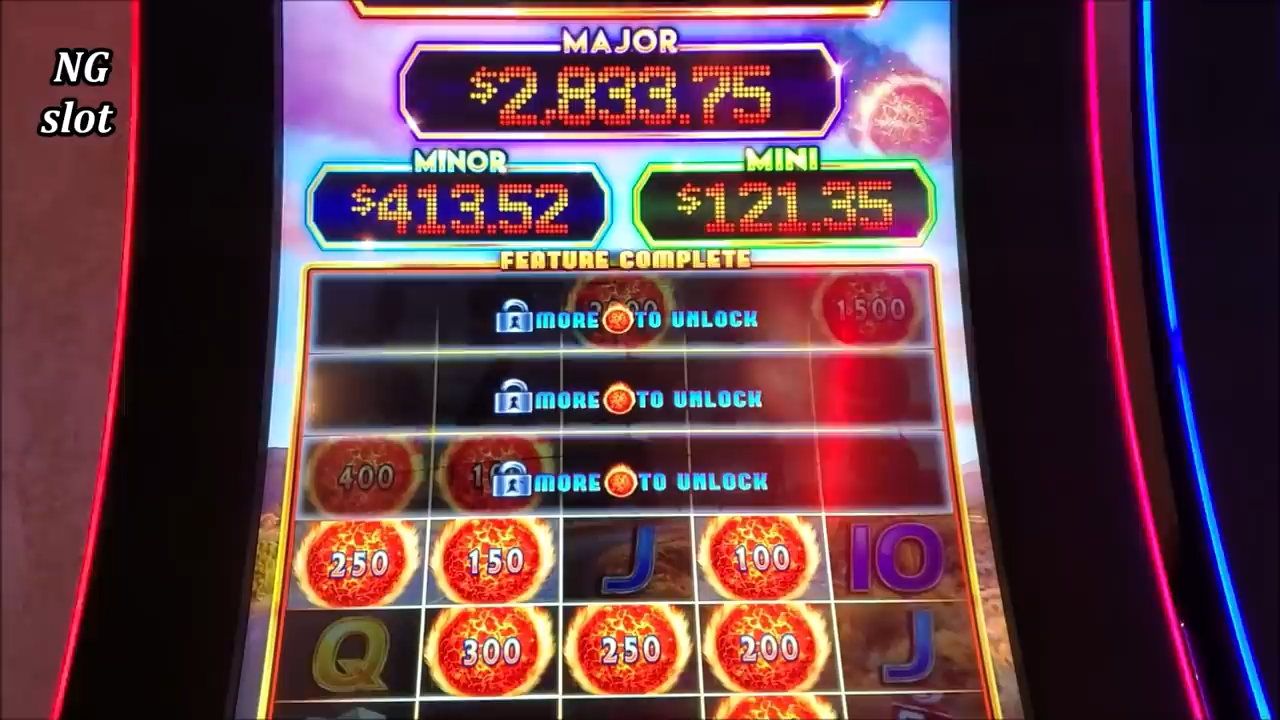 NG
slot
MAJOR
$2,833.75
MINOR
MINI
$413.52
$121.35
FEATURE COMPLETE
MORE TO UNLOCK
1500
MORE TO UNLOCK
400
MORE TO UNLOCK
250
150
J
100
10
Q
300
250
200
J